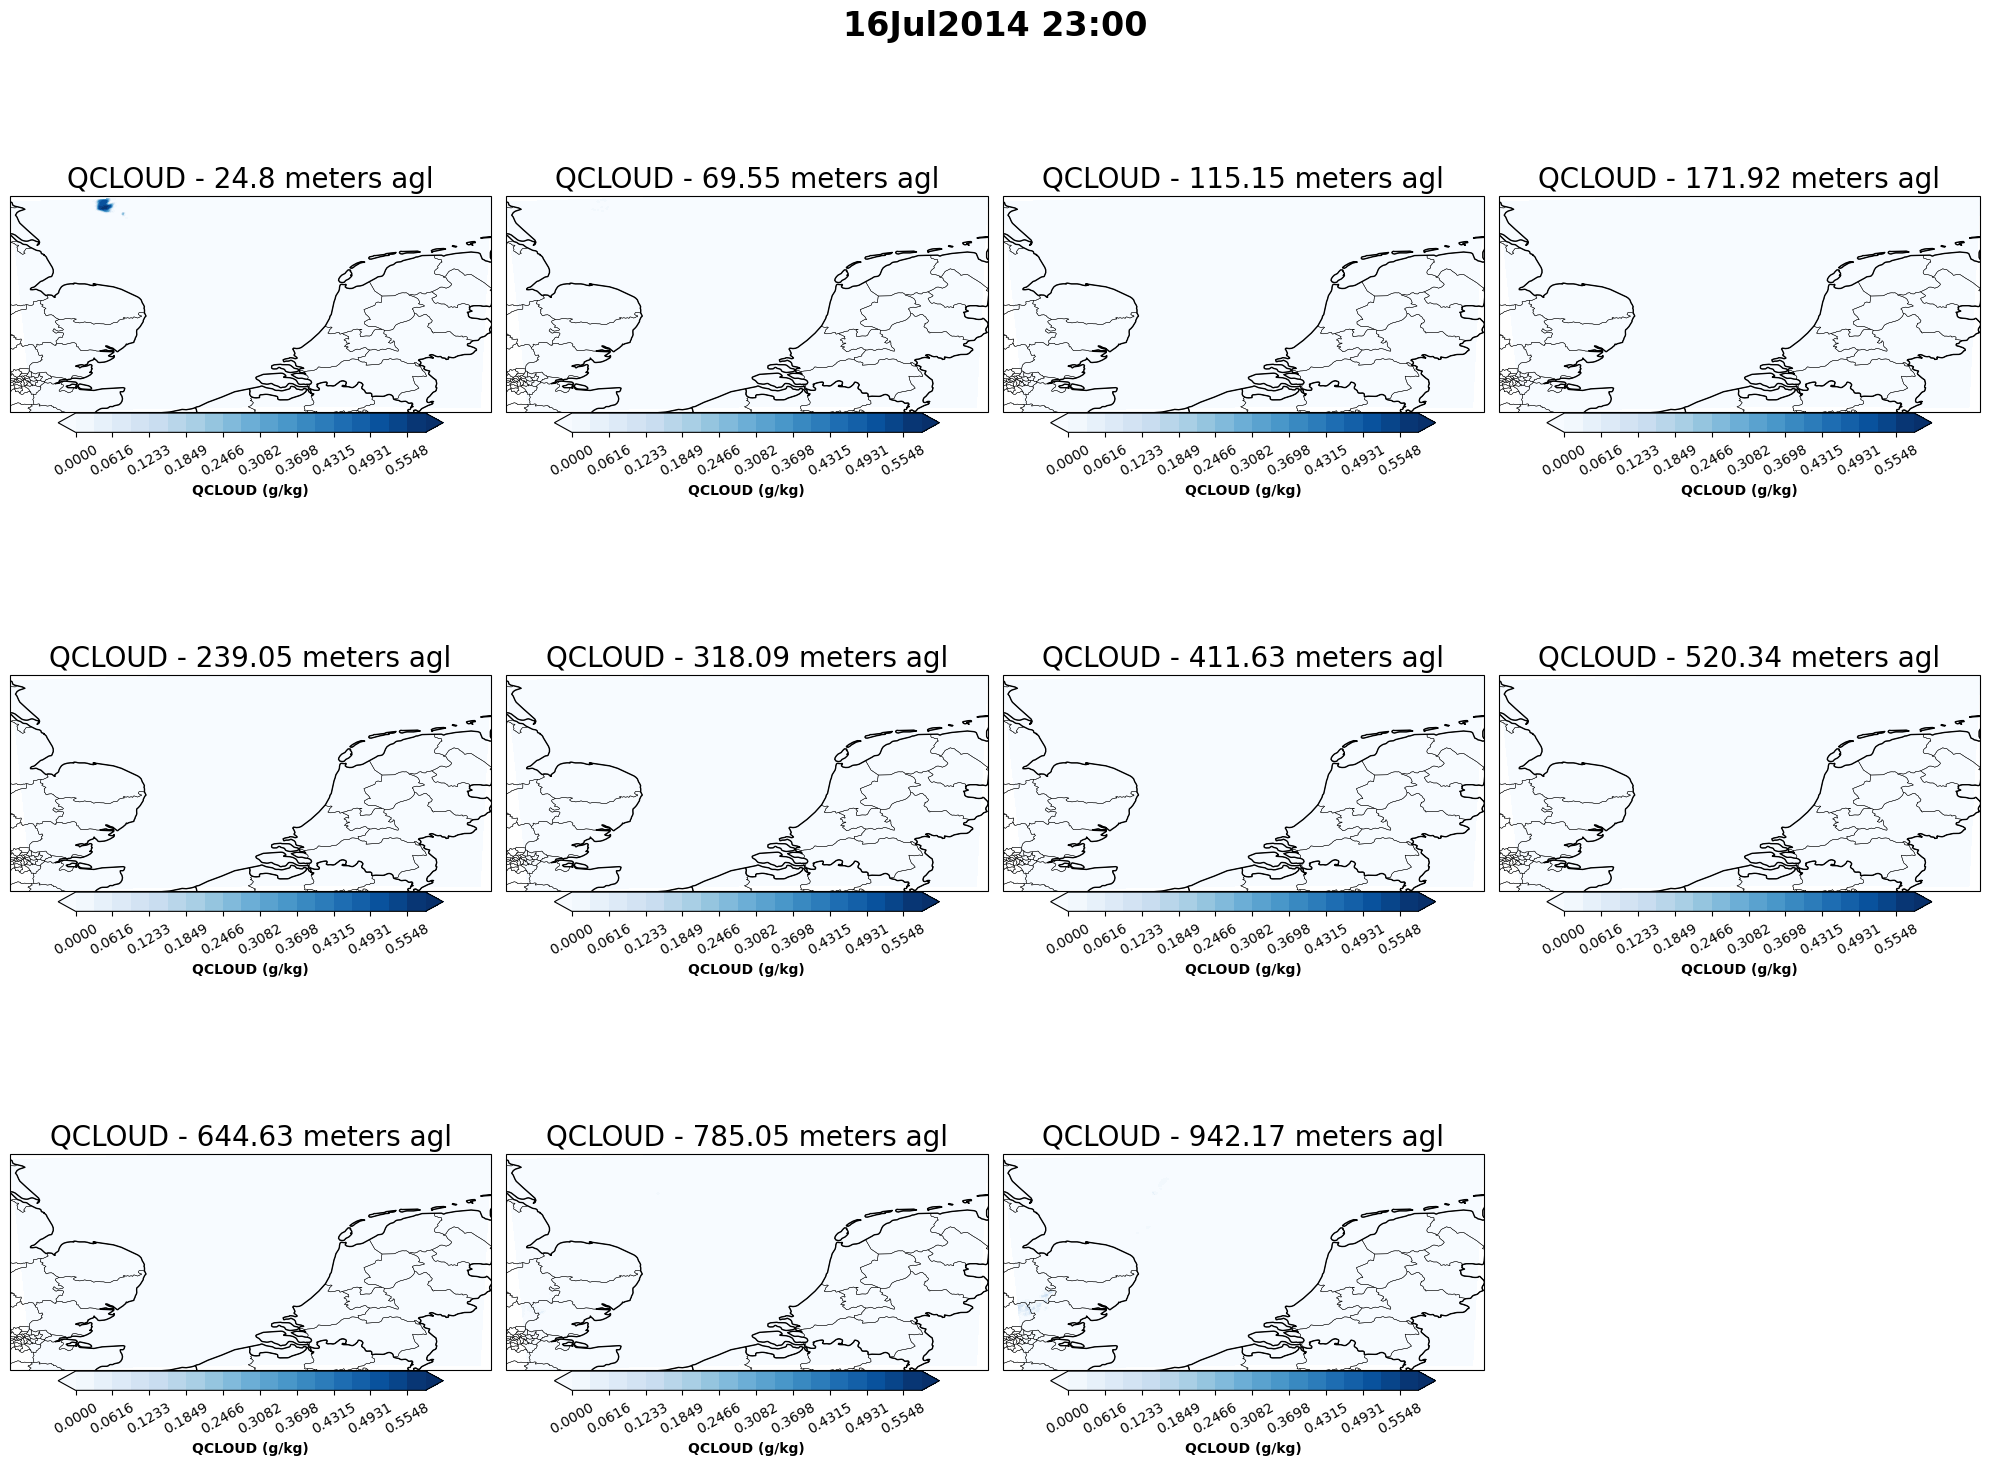 16Jul2014 23:00
QCLOUD - 24.8 meters agl
0.0000 0.0616 0.1233 0.1849 0.2466 0.3082 0.3698 0.4315 0.4931 0.5548
QCLOUD (g/kg)
QCLOUD - 69.55 meters agl
0.0000 0.0616 0.1233 0.1849 0.2466 0.3082 0.3698 0.4315 0.4931 0.5548
QCLOUD (g/kg)
QCLOUD - 115.15 meters agl
0.0000 0.0616 0.1233 0.1849 0.2466 0.3082 0.3698 0.4315 0.4931 0.5548
QCLOUD (g/kg)
QCLOUD - 171.92 meters agl
0.0000 0.0616 0.1233 0.1849 0.2466 0.3082 0.3698 0.4315 0.4931 0.5548
QCLOUD (g/kg)
QCLOUD - 239.05 meters agl
0.0000 0.0616 0.1233 0.1849 0.2466 0.3082 0.3698 0.4315 0.4931 0.5548
QCLOUD (g/kg)
QCLOUD - 318.09 meters agl
0.0000 0.0616 0.1233 0.1849 0.2466 0.3082 0.3698 0.4315 0.4931 0.5548
QCLOUD (g/kg)
QCLOUD - 411.63 meters agl
0.0000 0.0616 0.1233 0.1849 0.2466 0.3082 0.3698 0.4315 0.4931 0.5548
QCLOUD (g/kg)
QCLOUD - 520.34 meters agl
0.0000 0.0616 0.1233 0.1849 0.2466 0.3082 0.3698 0.4315 0.4931 0.5548
QCLOUD (g/kg)
QCLOUD - 644.63 meters agl
0.0000 0.0616 0.1233 0.1849 0.2466 0.3082 0.3698 0.4315 0.4931 0.5548
QCLOUD (g/kg)
QCLOUD - 785.05 meters agl
0.0000 0.0616 0.1233 0.1849 0.2466 0.3082 0.3698 0.4315 0.4931 0.5548
QCLOUD (g/kg)
QCLOUD - 942.17 meters agl
0.0000 0.0616 0.1233 0.1849 0.2466 0.3082 0.3698 0.4315 0.4931 0.5548
QCLOUD (g/kg)